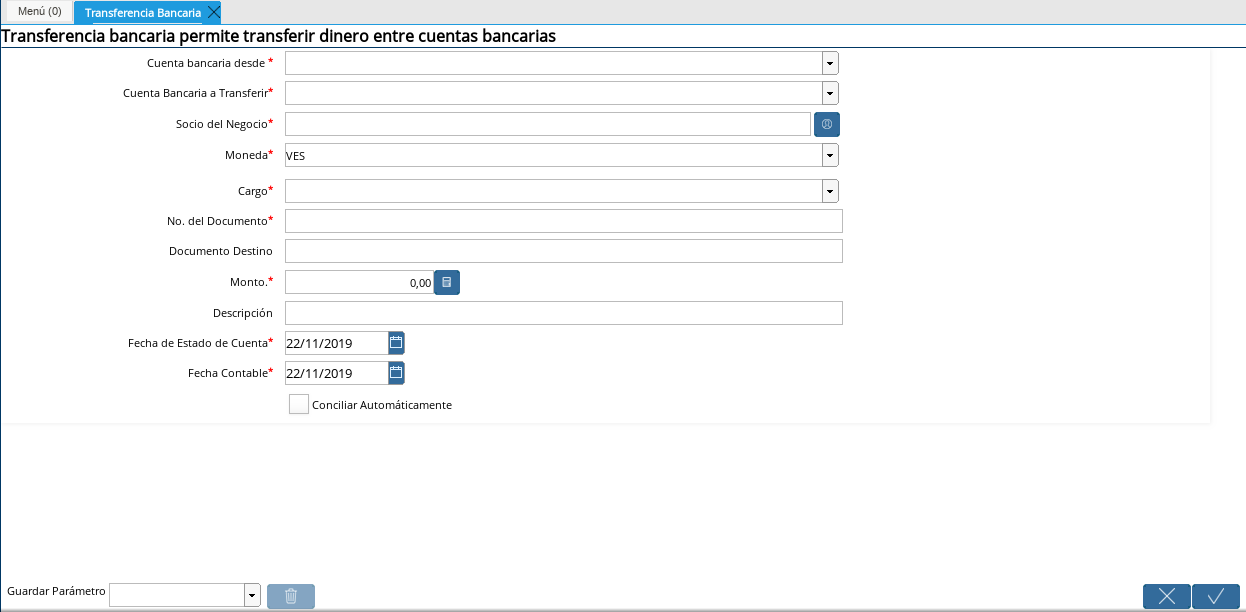 Menú (0)
Transferencia Bancaria
Transferencia bancaria permite transferir dinero entre cuentas bancarias
Cuenta bancaria desde *
Cuenta Bancaria a Transferir*
Socio del Negocio*
Moneda* VES
Cargo*
No. del Documento*
Documento Destino
Monto.* 0,00
Descripción
Fecha de Estado de Cuenta* 22/11/2019
Fecha Contable* 22/11/2019
Conciliar Automáticamente
Guardar Parámetro